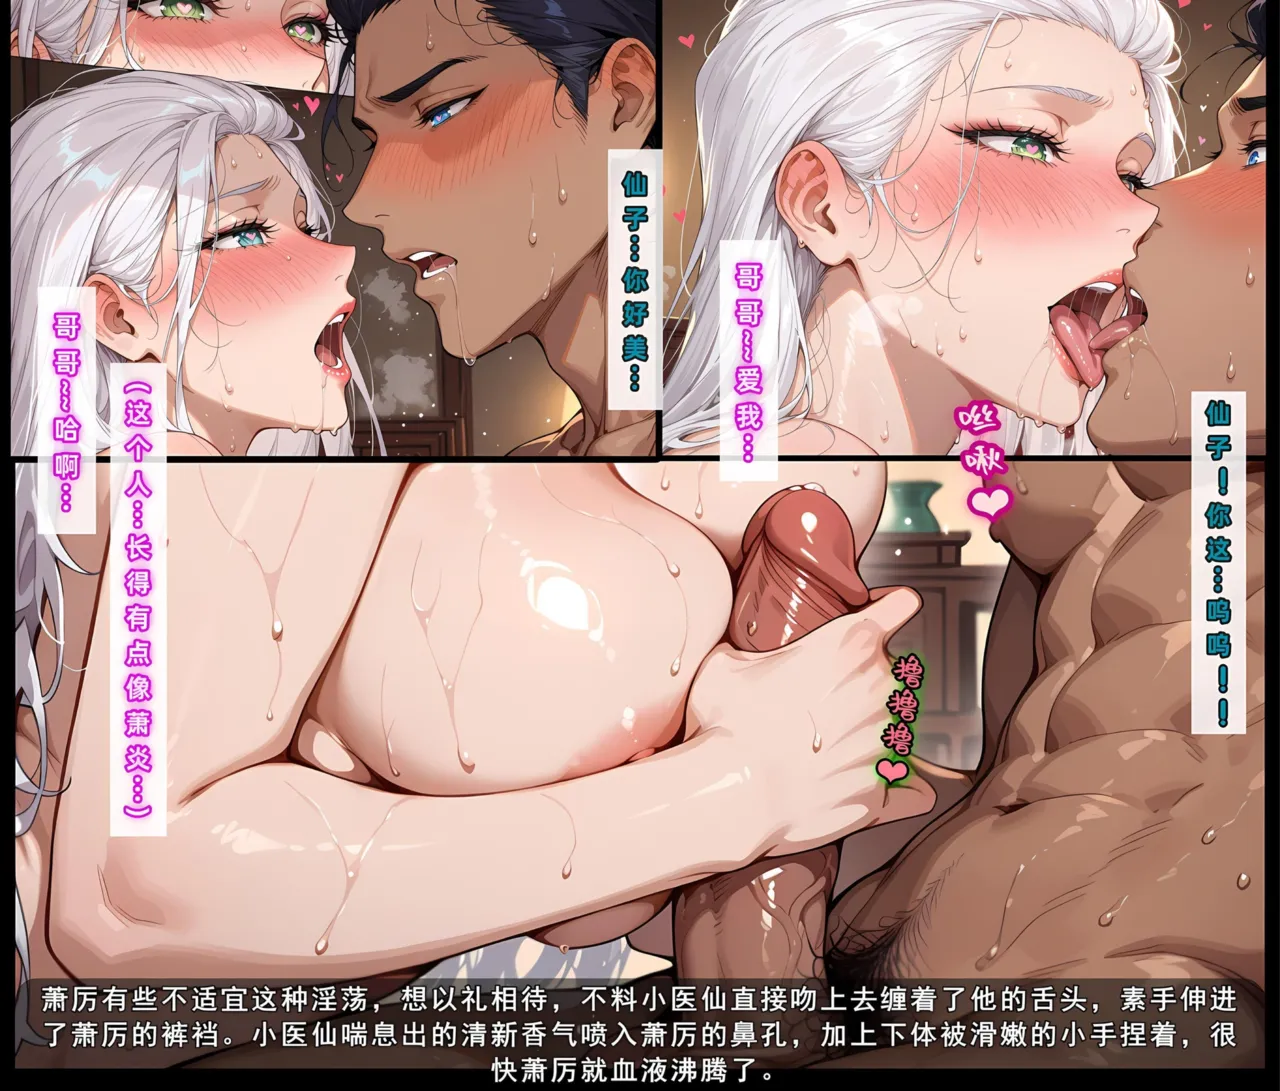 仙子…你好美…
哥哥~~哈啊…
（这个人…长得有点像萧炎…）
哥哥~~爱我…
仙子！你这…呜呜！！
啾
撸撸撸
萧厉有些不适宜这种淫荡，想以礼相待，不料小医仙直接吻上去缠着了他的舌头，素手伸进
了萧厉的裤裆。小医仙喘息出的清新香气喷入萧厉的鼻孔，加上下体被滑嫩的小手捏着，很
快萧厉就血液沸腾了。